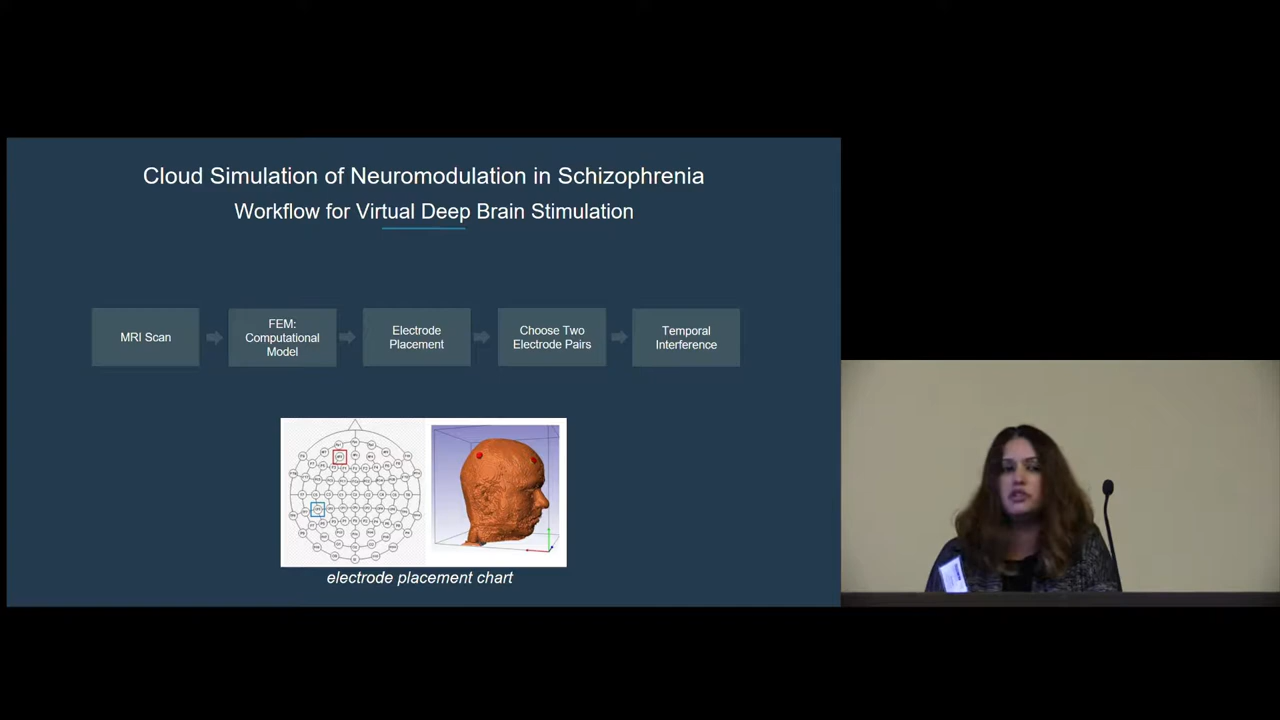 Cloud Simulation of Neuromodulation in Schizophrenia
Workflow for Virtual Deep Brain Stimulation
MRI Scan
FEM:
Computational
Model
Electrode
Placement
Choose Two
Electrode Pairs
Temporal
Interference
electrode placement chart